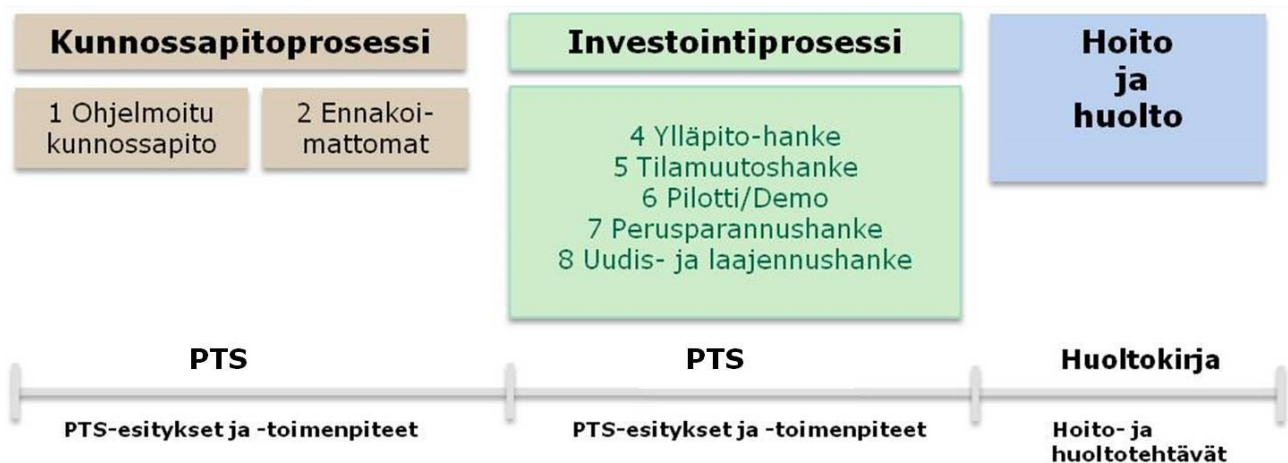 Kunnossapitoprosessi
1 Ohjelmoitu
kunnossapito
2 Ennakoi-
mattomat
Investointiprosessi
4 Ylläpito-hanke
5 Tilamuutoshanke
6 Pilotti/Demo
7 Perusparannushanke
8 Uudis- ja laajennushanke
Hoito
ja
huolto
PTS
PTS
Huoltokirja
PTS-esitykset ja -toimenpiteet
PTS-esitykset ja -toimenpiteet
Hoito- ja
huoltotehtävät